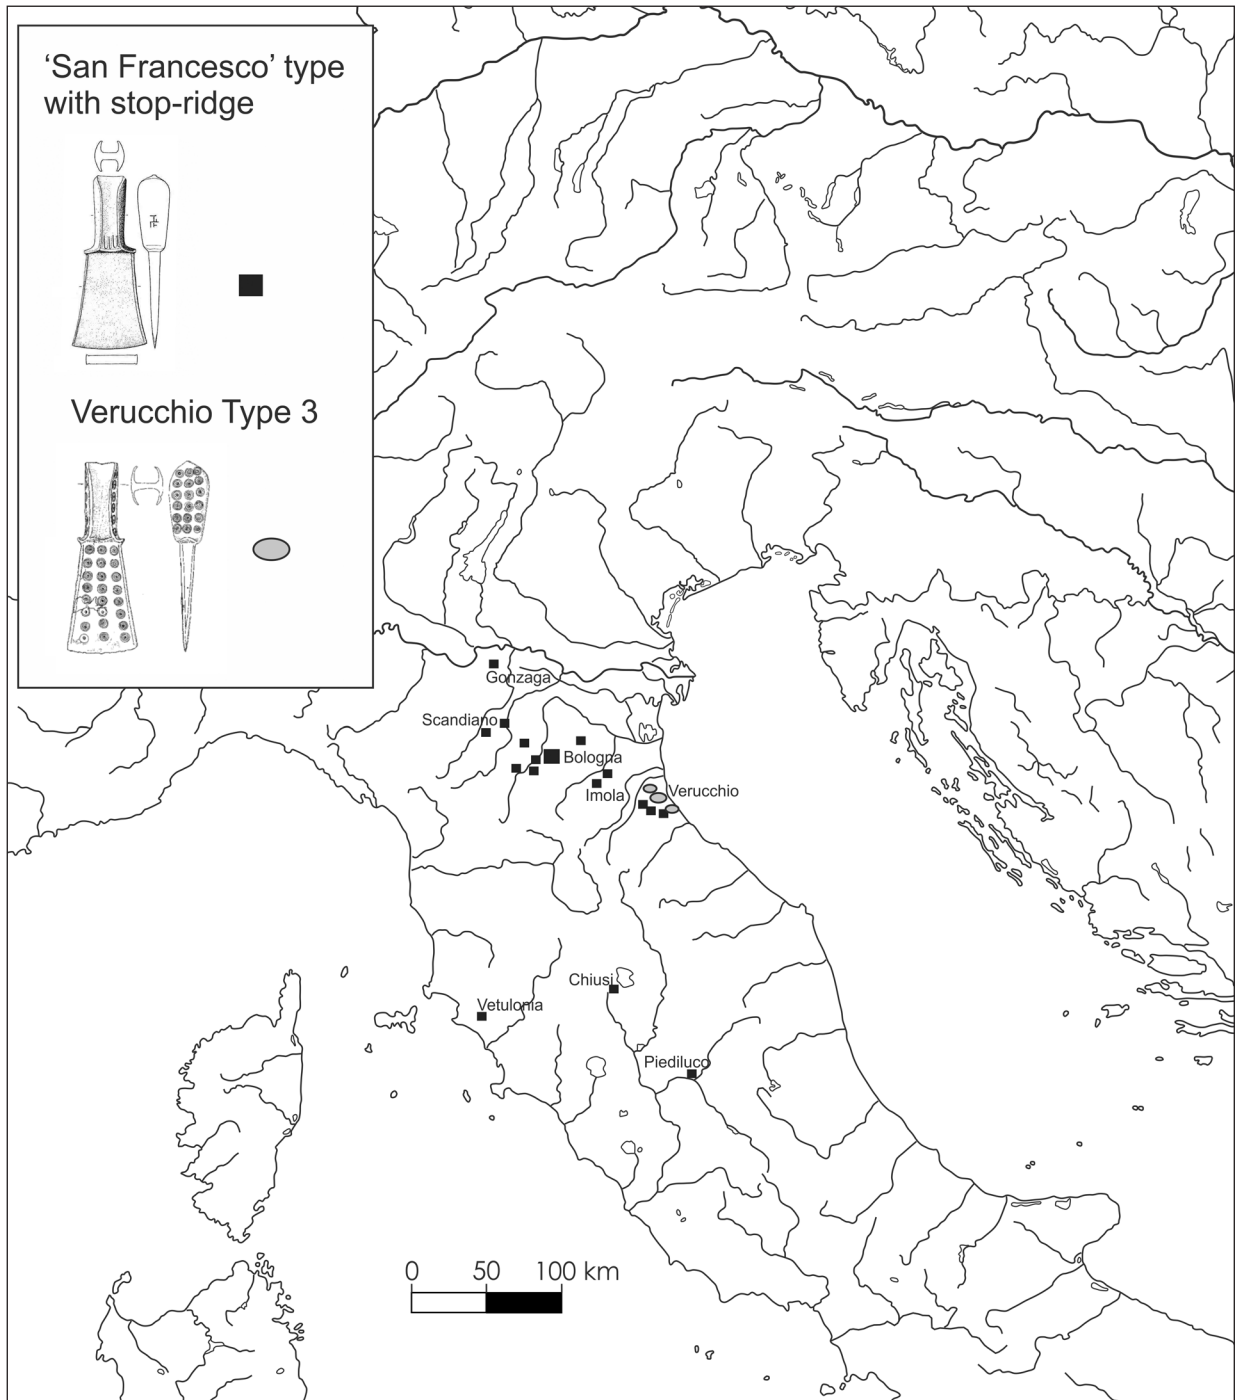 ‘San Francesco’ type
with stop-ridge
Verucchio Type 3
Gonzaga
Scandiano
Bologna
Imola
Verucchio
Chiusi
Vetulonia
Piediluco
0 50 100 km